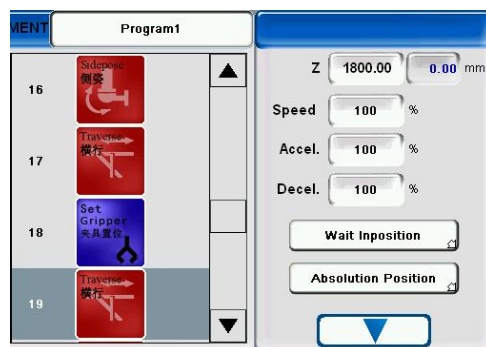 MENT
Program1
16
Sidepose
侧姿
17
Traverse
横行
18
Set
Gripper
夹具置位
19
Traverse
横行
Z 1800.00 0.00 mm
Speed 100 %
Accel. 100 %
Decel. 100 %
Wait Inposition
Absolution Position